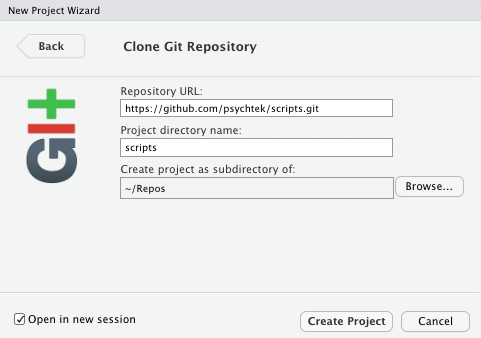 New Project Wizard
Back
Clone Git Repository
Repository URL:
https://github.com/psychtek/scripts.git
Project directory name:
scripts
Create project as subdirectory of:
~/Repos
Browse...
GIT
Open in new session
Create Project
Cancel